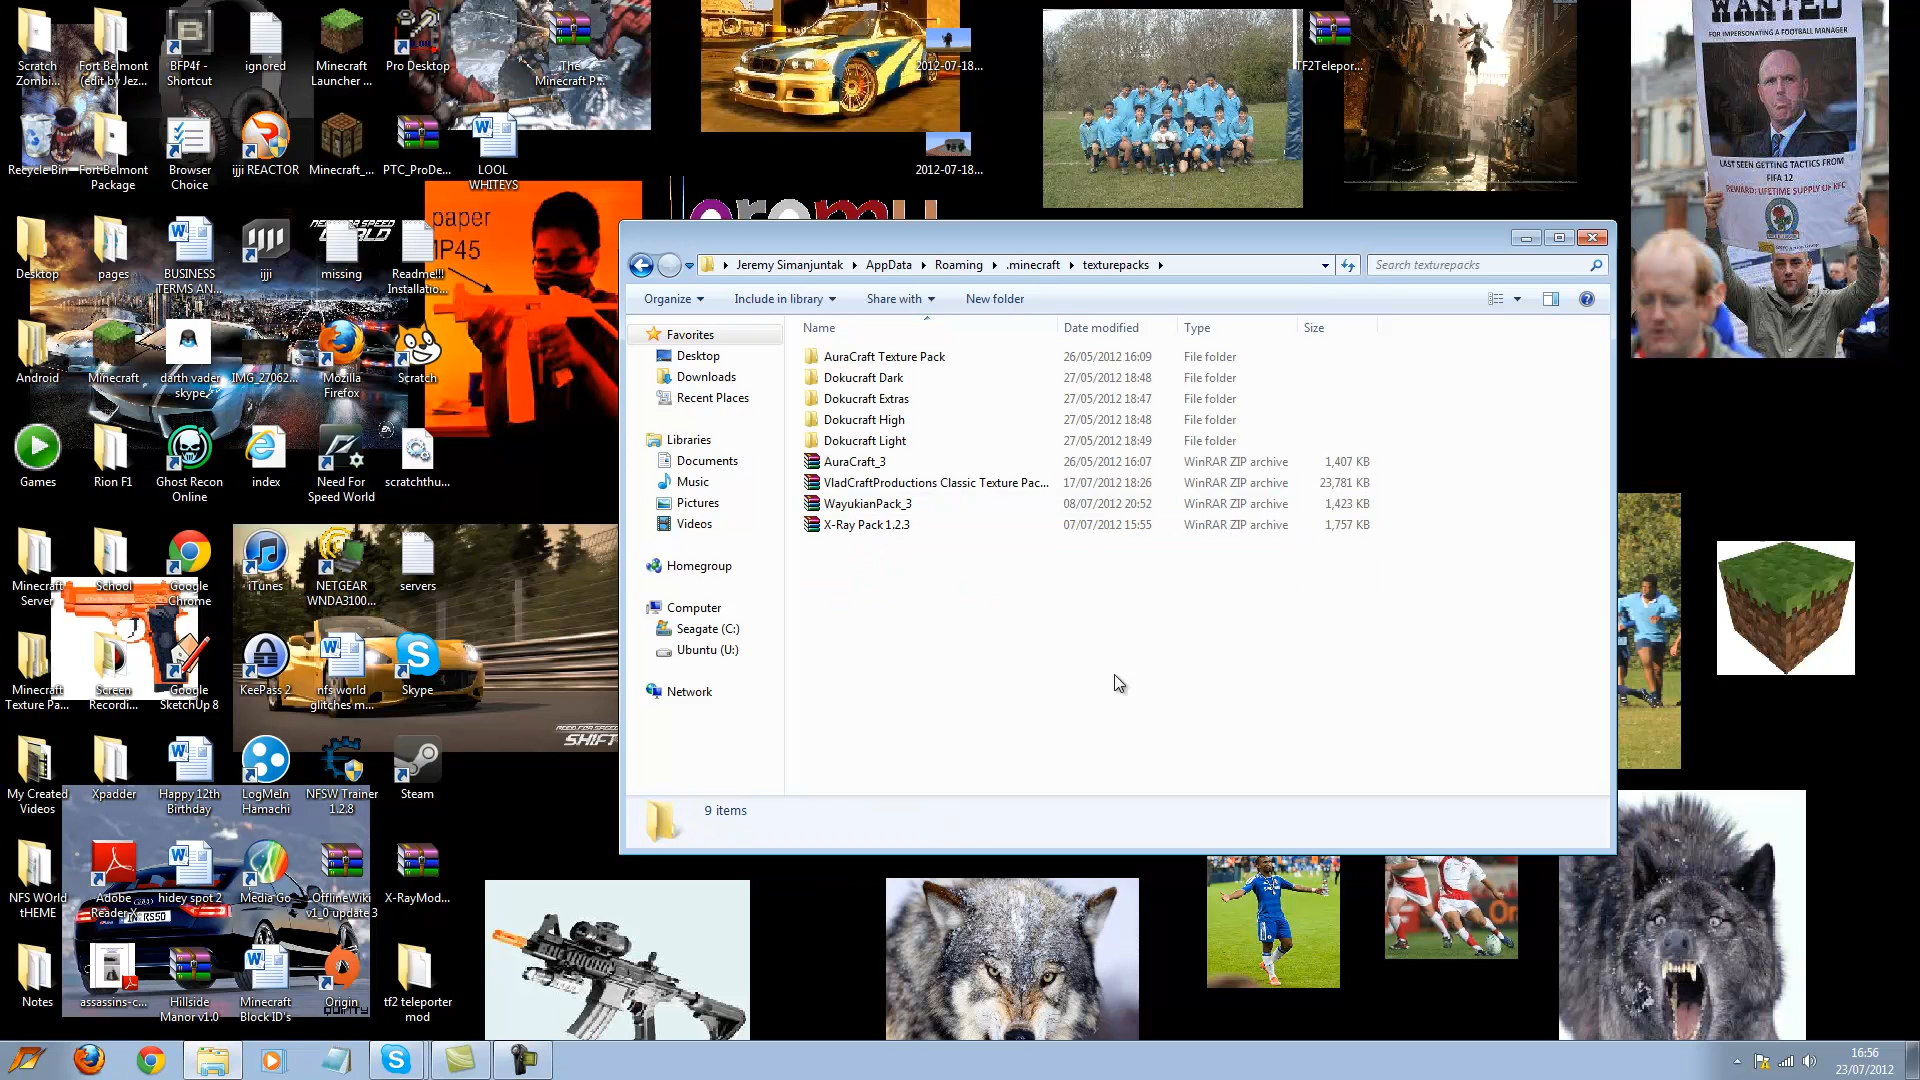 Scratch Zombi...
Fort Belmont (edit by Jez...
BFP4f - Shortcut
ignored
Minecraft Launcher ...
Pro Desktop
The Minecraft P...
2012-07-18...
TF2Telepor...
Recycle Bin
Fort Belmont Package
Browser Choice
ijji REACTOR
Minecraft_...
PTC_ProDe...
LOOL WHITEYS
2012-07-18...
WANTED
FOR IMPERSONATING A FOOTBALL MANAGER
LAST SEEN GETTING TACTICS FROM
FIFA 12
REWARD: LIFETIME SUPPLY OF KFC
paper
MP45
Desktop
pages
BUSINESS TERMS AN...
ijji
missing
Readme!!! Installatio...
Android
Minecraft
darth vader skype
IMG_27062...
Mozilla Firefox
Scratch
Games
Rion F1
Ghost Recon Online
index
Need For Speed World
scratchthu...
Minecraft Server
School
Google Chrome
iTunes
NETGEAR WNDA3100...
servers
Minecraft Texture Pa...
Screen Recordi...
Google SketchUp 8
KeePass 2
nfs world glitches m...
Skype
NEED FOR SPEED
SHIFT
My Created Videos
Xpadder
Happy 12th Birthday
LogMeIn Hamachi
NFSW Trainer 1.2.8
Steam
NFS WOrld tHEME
Adobe Reader X
hidey spot 2
Media Go
OfflineWiki v1_0 update 3
X-RayMod...
Notes
assassins-c...
Hillside Manor v1.0
Minecraft Block ID's
Origin
tf2 teleporter mod
Jeremy Simanjuntak
AppData
Roaming
.minecraft
texturepacks
Search texturepacks
Organize
Include in library
Share with
New folder
Favorites
Desktop
Downloads
Recent Places
Libraries
Documents
Music
Pictures
Videos
Homegroup
Computer
Seagate (C:)
Ubuntu (U:)
Network
Name Date modified Type Size
AuraCraft Texture Pack 26/05/2012 16:09 File folder
Dokucraft Dark 27/05/2012 18:48 File folder
Dokucraft Extras 27/05/2012 18:47 File folder
Dokucraft High 27/05/2012 18:48 File folder
Dokucraft Light 27/05/2012 18:49 File folder
AuraCraft_3 26/05/2012 16:07 WinRAR ZIP archive 1,407 KB
VladCraftProductions Classic Texture Pac... 17/07/2012 18:26 WinRAR ZIP archive 23,781 KB
WayukianPack_3 08/07/2012 20:52 WinRAR ZIP archive 1,423 KB
X-Ray Pack 1.2.3 07/07/2012 15:55 WinRAR ZIP archive 1,757 KB
9 items
16:56
23/07/2012